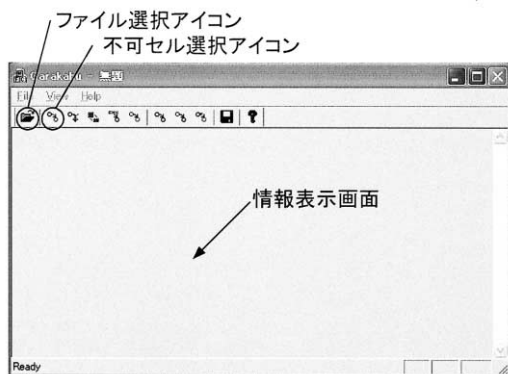 ファイル選択アイコン
不可セル選択アイコン
Garakabu - 無題
File View Help
情報表示画面
Ready